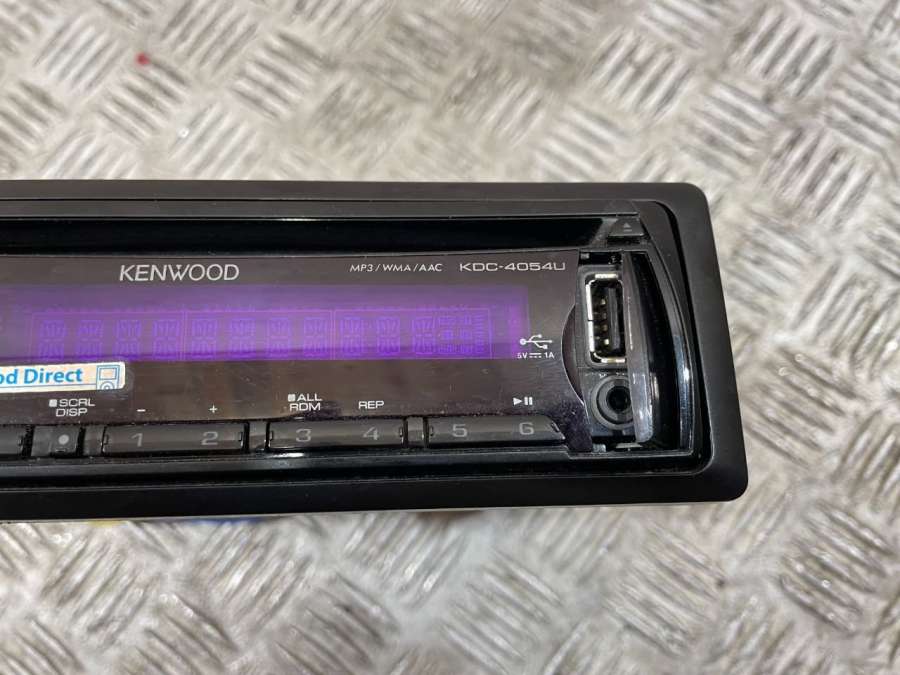 KENWOOD
MP3/WMA/AAC KDC-4054U
5V 1A
od Direct
SCRL
DISP
- +
ALL
RDM
REP
1 2 3 4 5 6